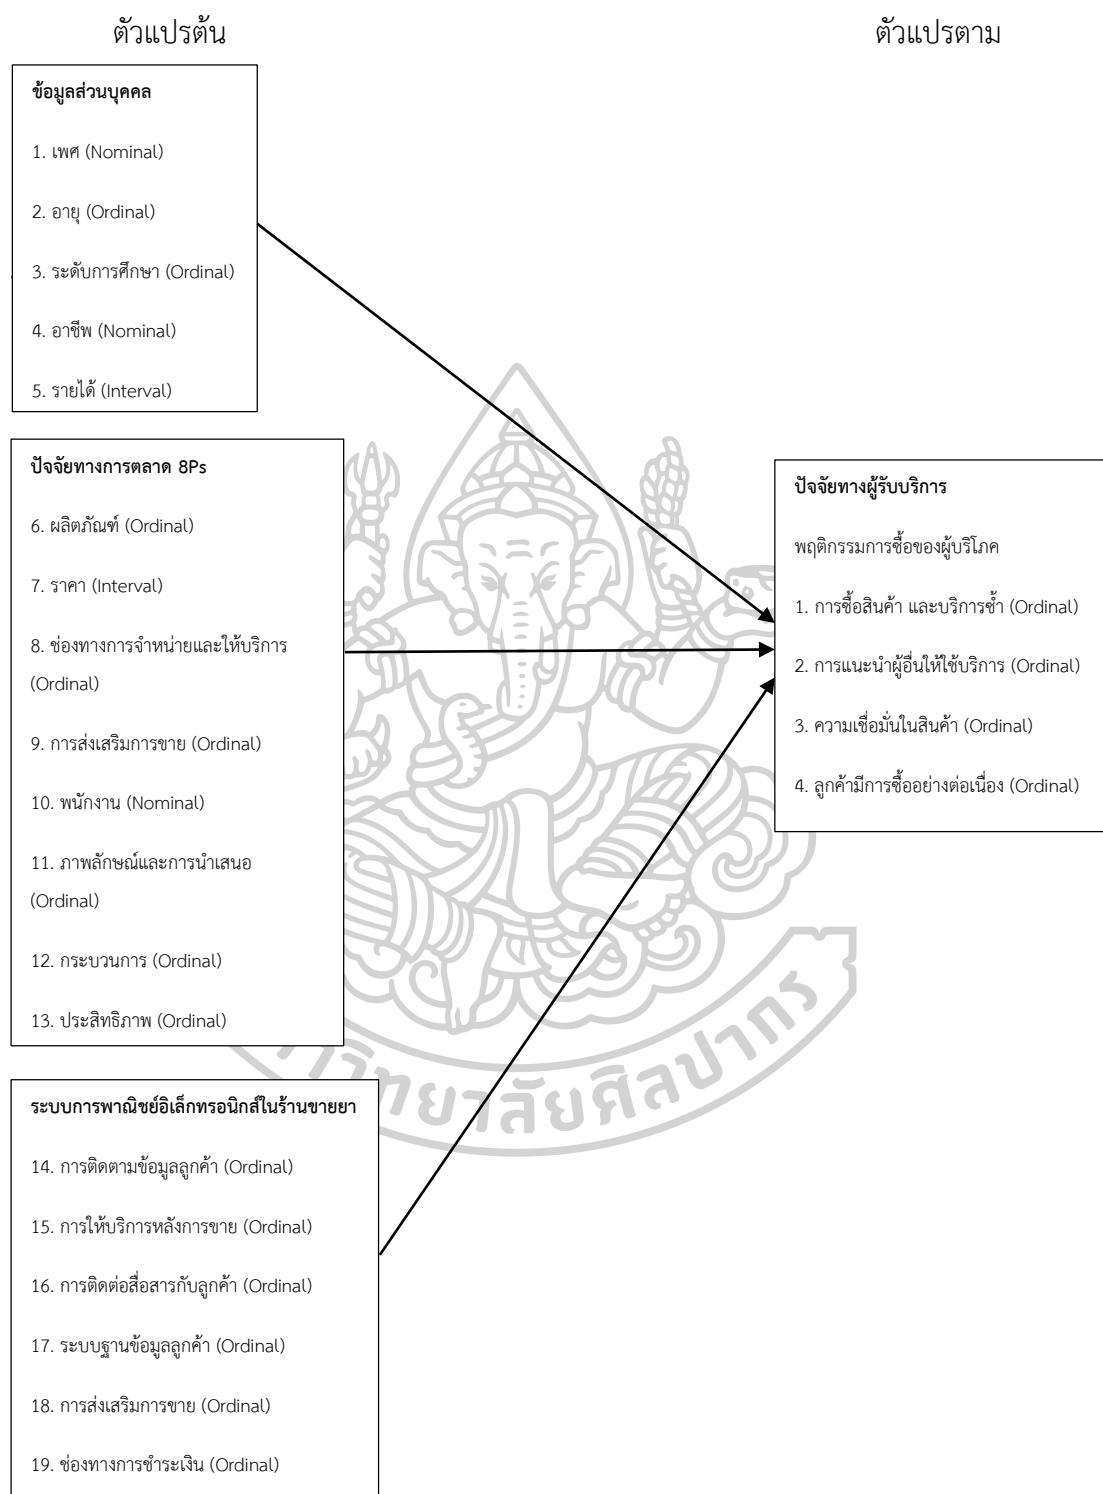 ตัวแปรต้น
ตัวแปรตาม
ข้อมูลส่วนบุคคล
1. เพศ (Nominal)
2. อายุ (Ordinal)
3. ระดับการศึกษา (Ordinal)
4. อาชีพ (Nominal)
5. รายได้ (Interval)
ปัจจัยทางการตลาด 8Ps
6. ผลิตภัณฑ์ (Ordinal)
7. ราคา (Interval)
8. ช่องทางการจำหน่ายและให้บริการ
(Ordinal)
9. การส่งเสริมการขาย (Ordinal)
10. พนักงาน (Nominal)
11. ภาพลักษณ์และการนำเสนอ
(Ordinal)
12. กระบวนการ (Ordinal)
13. ประสิทธิภาพ (Ordinal)
ระบบการพาณิชย์อิเล็กทรอนิกส์ในร้านขายยา
14. การติดตามข้อมูลลูกค้า (Ordinal)
15. การให้บริการหลังการขาย (Ordinal)
16. การติดต่อสื่อสารกับลูกค้า (Ordinal)
17. ระบบฐานข้อมูลลูกค้า (Ordinal)
18. การส่งเสริมการขาย (Ordinal)
19. ช่องทางการชำระเงิน (Ordinal)
ปัจจัยทางผู้รับบริการ
พฤติกรรมการซื้อของผู้บริโภค
1. การซื้อสินค้า และบริการซ้ำ (Ordinal)
2. การแนะนำผู้อื่นให้ใช้บริการ (Ordinal)
3. ความเชื่อมั่นในสินค้า (Ordinal)
4. ลูกค้ามีการซื้ออย่างต่อเนื่อง (Ordinal)
วิทยาลัยศิลปากร